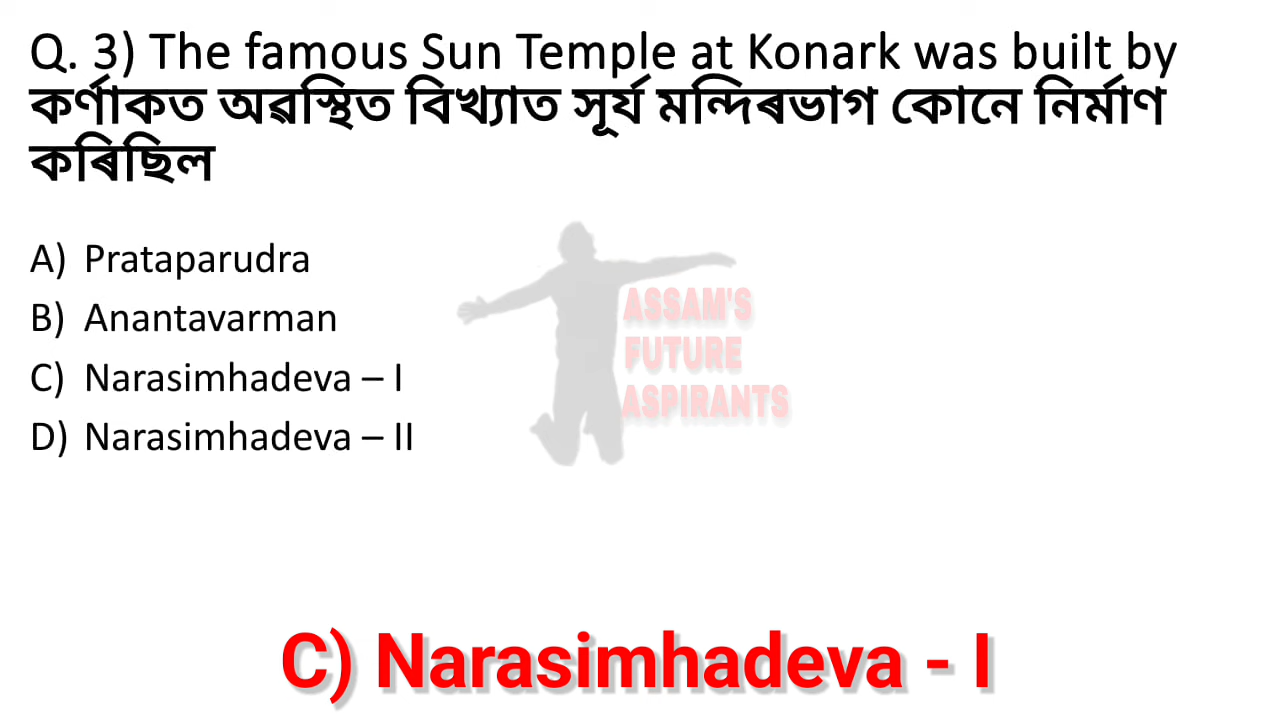 Q. 3) The famous Sun Temple at Konark was built by
কৰ্ণাকত অৱস্থিত বিখ্যাত সূৰ্য মন্দিৰভাগ কোনে নিৰ্মাণ
কৰিছিল
A) Prataparudra
B) Anantavarman
C) Narasimhadeva – I
D) Narasimhadeva – II
ASSAM'S
FUTURE
ASPIRANTS
C) Narasimhadeva - I